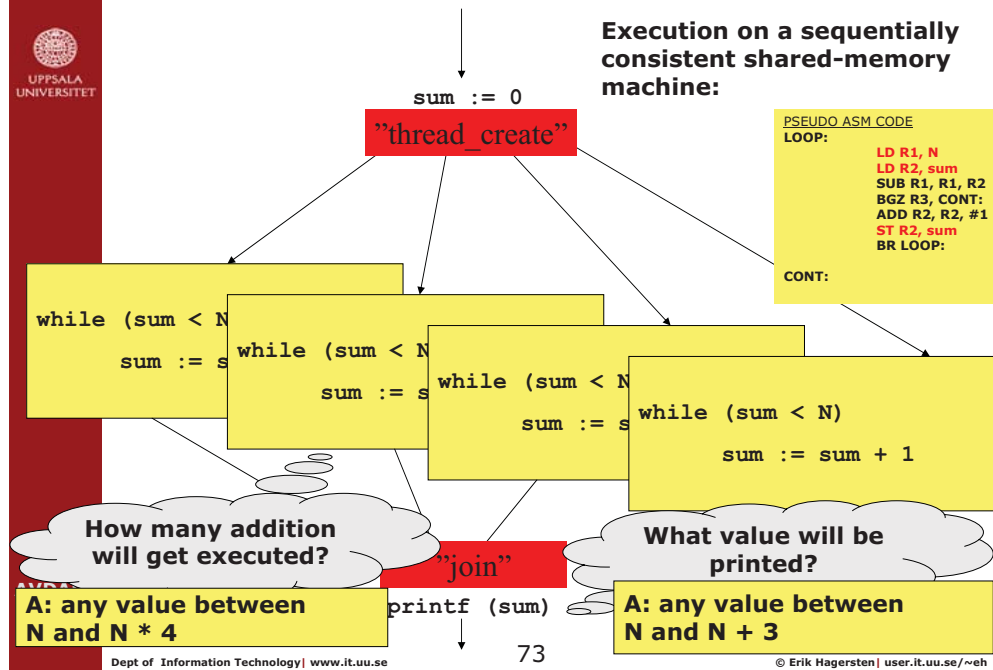 UPPSALA
UNIVERSITET
Execution on a sequentially
consistent shared-memory
machine:
sum := 0
”thread_create”
PSEUDO ASM CODE
LOOP:
LD R1, N
LD R2, sum
SUB R1, R1, R2
BGZ R3, CONT:
ADD R2, R2, #1
ST R2, sum
BR LOOP:
CONT:
while (sum < N
sum := s
while (sum < N
sum := s
while (sum < N
sum := s
while (sum < N)
sum := sum + 1
How many addition
will get executed?
What value will be
printed?
”join”
A: any value between
N and N * 4
printf (sum)
A: any value between
N and N + 3
Dept of Information Technology| www.it.uu.se
73
© Erik Hagersten| user.it.uu.se/~eh